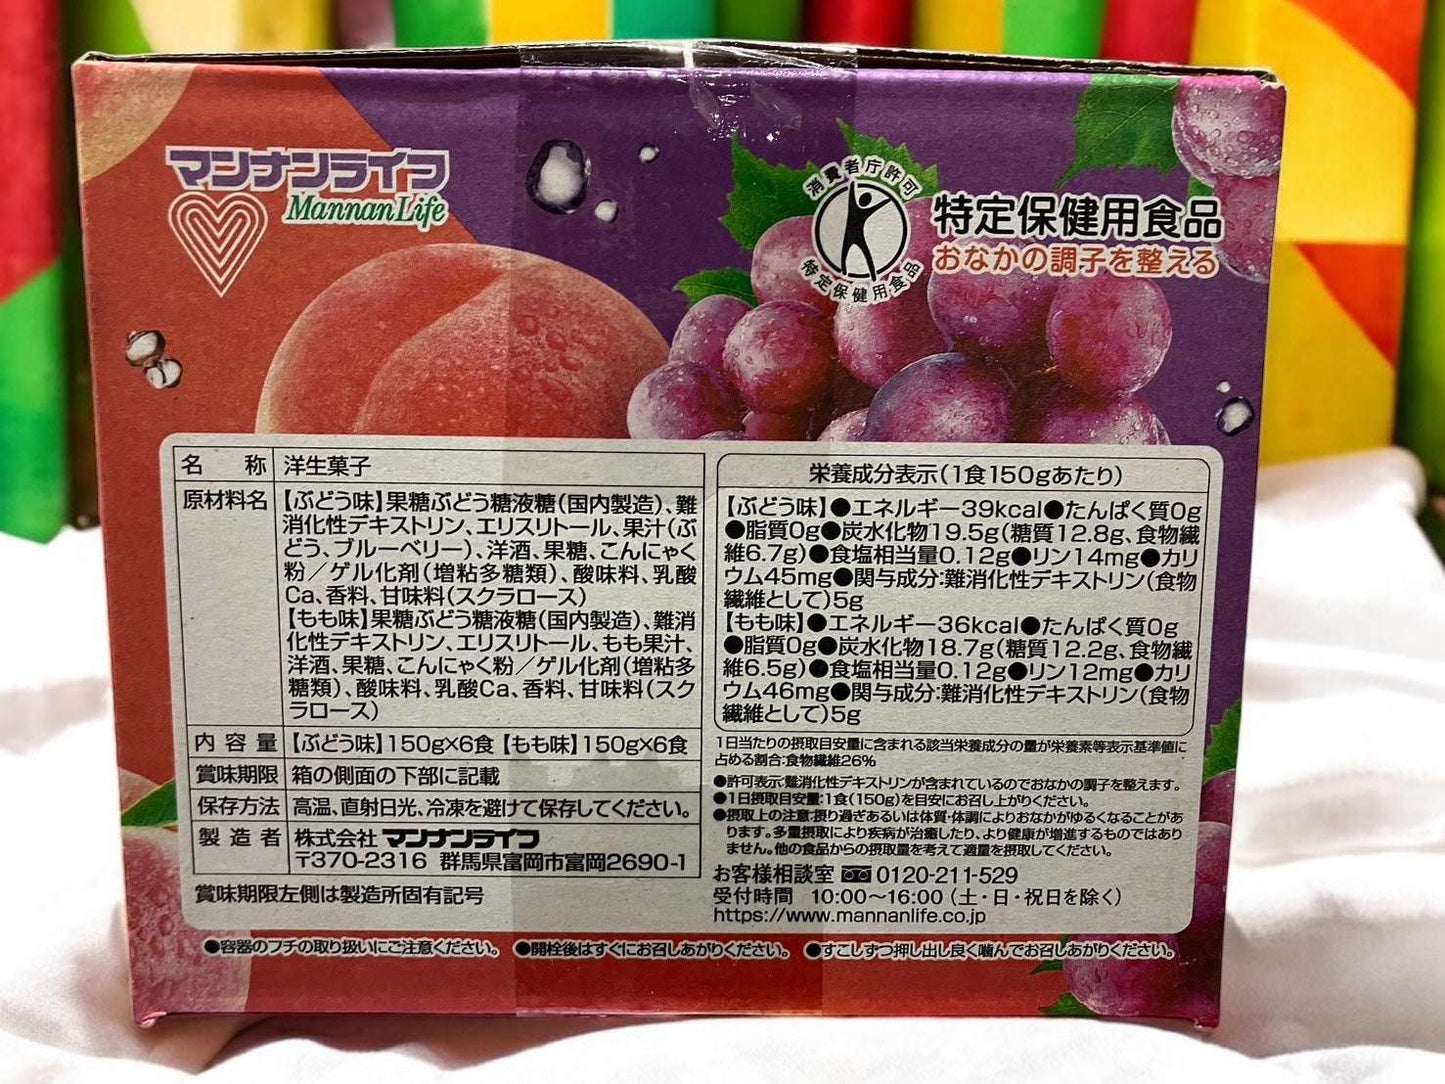 マンナンライフ
MannanLife
消費者庁許可
特定保健用食品
特定保健用食品
おなかの調子を整える
名称 洋生菓子
原材料名 【ぶどう味】果糖ぶどう糖液糖(国内製造)、難
消化性デキストリン、エリスリトール、果汁(ぶ
どう、ブルーベリー)、洋酒、果糖、こんにゃく
粉/ゲル化剤(増粘多糖類)、酸味料、乳酸
Ca、香料、甘味料(スクラロース)
【もも味】果糖ぶどう糖液糖(国内製造)、難消
化性デキストリン、エリスリトール、もも果汁、
洋酒、果糖、こんにゃく粉/ゲル化剤(増粘多
糖類)、酸味料、乳酸Ca、香料、甘味料(スク
ラロース)
内容量 【ぶどう味】150g×6食【もも味】150g×6食
賞味期限 箱の側面の下部に記載
保存方法 高温、直射日光、冷凍を避けて保存してください。
製造者 株式会社 マンナンライフ
〒370-2316 群馬県富岡市富岡2690-1
賞味期限左側は製造所固有記号
栄養成分表示(1食150gあたり)
【ぶどう味】●エネルギー39kcal●たんぱく質0g
●脂質0g●炭水化物19.5g(糖質12.8g、食物繊
維6.7g)●食塩相当量0.12g●リン14mg●カリ
ウム45mg●関与成分:難消化性デキストリン(食物
繊維として)5g
【もも味】●エネルギー36kcal●たんぱく質0g
●脂質0g●炭水化物18.7g(糖質12.2g、食物繊
維6.5g)●食塩相当量0.12g●リン12mg●カリ
ウム46mg●関与成分:難消化性デキストリン(食物
繊維として)5g
1日当たりの摂取目安量に含まれる該当栄養成分の量が栄養素等表示基準値に
占める割合:食物繊維26%
●許可表示:難消化性デキストリンが含まれているのでおなかの調子を整えます。
●1日摂取目安量:1食(150g)を目安にお召し上がりください。
●摂取上の注意:摂り過ぎあるいは体質・体調によりおなかがゆるくなることがあ
ります。多量摂取により疾病が治癒したり、より健康が増進するものではあり
ません。他の食品からの摂取量を考えて適量を摂取してください。
お客様相談室 0120-211-529
受付時間 10:00〜16:00(土・日・祝日を除く)
https://www.mannanlife.co.jp
●容器のフチの取り扱いにご注意ください。 ●開栓後はすぐにお召しあがりください。 ●すこしずつ押し出し良く噛んでお召しあがりください。